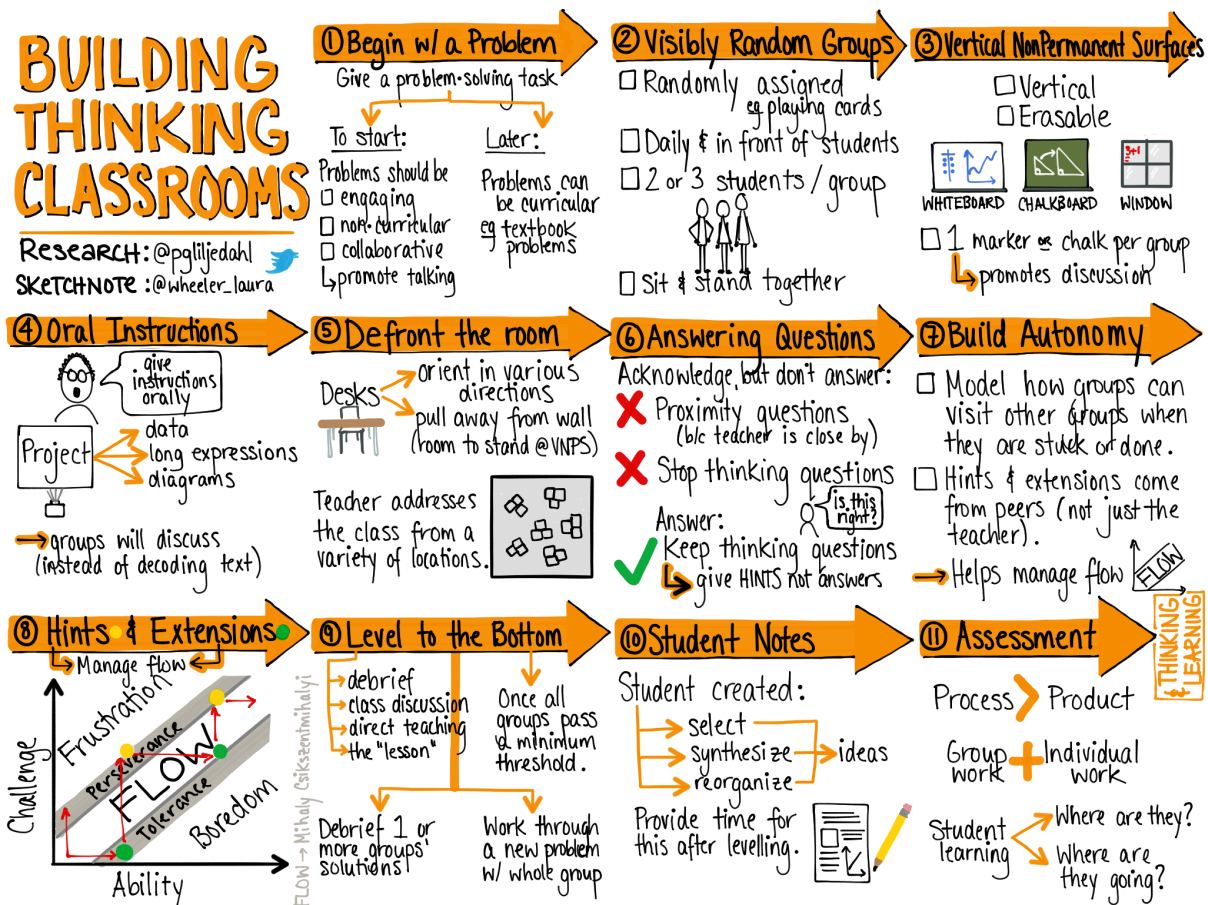 BUILDING
THINKING
CLASSROOMS
RESEARCH: @pgliljedahl
SKETCHNOTE: @wheeler_laura
① Begin w/ a Problem
Give a problem-solving task
To start:
Problems should be
engaging
non-curricular
collaborative
promote talking
Later:
Problems can
be curricular
eg textbook
problems
② Visibly Random Groups
Randomly assigned
eg playing cards
Daily & in front of students
2 or 3 students / group
Sit & stand together
③ Vertical NonPermanent Surfaces
Vertical
Erasable
WHITEBOARD
CHALKBOARD
3+1
WINDOW
1 marker or chalk per group
promotes discussion
④ Oral Instructions
give
instructions
orally
Project
data
long expressions
diagrams
groups will discuss
(instead of decoding text)
⑤ Defront the room
Desks
orient in various
directions
pull away from wall
(room to stand @ VNPS)
Teacher addresses
the class from a
variety of locations.
⑥ Answering Questions
Acknowledge, but don't answer:
Proximity questions
(b/c teacher is close by)
Stop thinking questions
is this
right?
Answer:
Keep thinking questions
give HINTS not answers
⑦ Build Autonomy
Model how groups can
visit other groups when
they are stuck or done.
Hints & extensions come
from peers (not just the
teacher).
Helps manage flow
FLOW
⑧ Hints & Extensions
Manage flow
Challenge
Frustration
Perseverance
FLOW
Tolerance
Boredom
Ability
FLOW → Mihaly Csikszentmihalyi
⑨ Level to the Bottom
debrief
class discussion
direct teaching
the "lesson"
Once all
groups pass
a minimum
threshold.
Debrief 1 or
more groups'
solutions
Work through
a new problem
w/ whole group
⑩ Student Notes
Student created:
select
synthesize
reorganize
ideas
Provide time for
this after levelling.
⑪ Assessment
THINKING
& LEARNING
Process > Product
Group
work
+
Individual
work
Student
learning
Where are they?
Where are
they going?